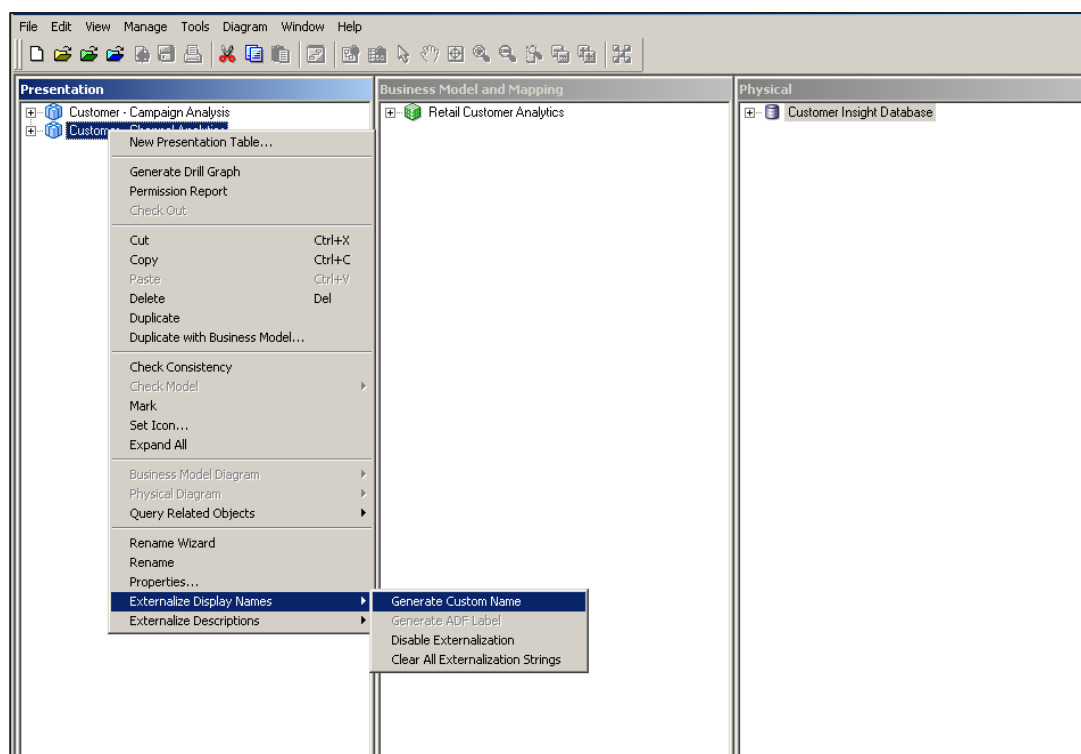 File Edit View Manage Tools Diagram Window Help
Presentation
Customer - Campaign Analysis
Customer - Channel Analytics
New Presentation Table...
Generate Drill Graph
Permission Report
Check Out
Cut Ctrl+X
Copy Ctrl+C
Paste Ctrl+V
Delete Del
Duplicate
Duplicate with Business Model...
Check Consistency
Check Model
Mark
Set Icon...
Expand All
Business Model Diagram
Physical Diagram
Query Related Objects
Rename Wizard
Rename
Properties...
Externalize Display Names
Externalize Descriptions
Generate Custom Name
Generate ADF Label
Disable Externalization
Clear All Externalization Strings
Business Model and Mapping
Retail Customer Analytics
Physical
Customer Insight Database